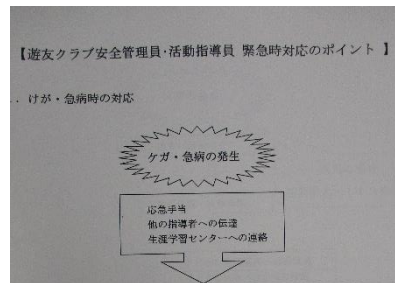 【遊友クラブ安全管理員・活動指導員 緊急時対応のポイント 】
. けが・急病時の対応
ケガ・急病の発生
応急手当
他の指導者への伝達
生涯学習センターへの連絡